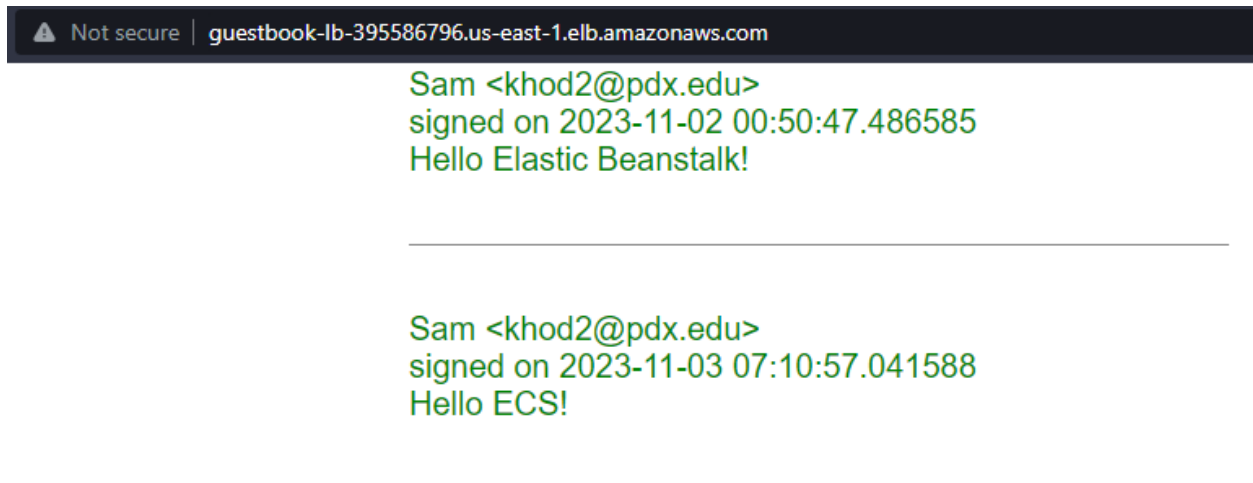 Not secure guestbook-lb-395586796.us-east-1.elb.amazonaws.com
Sam <khod2@pdx.edu>
signed on 2023-11-02 00:50:47.486585
Hello Elastic Beanstalk!
Sam <khod2@pdx.edu>
signed on 2023-11-03 07:10:57.041588
Hello ECS!